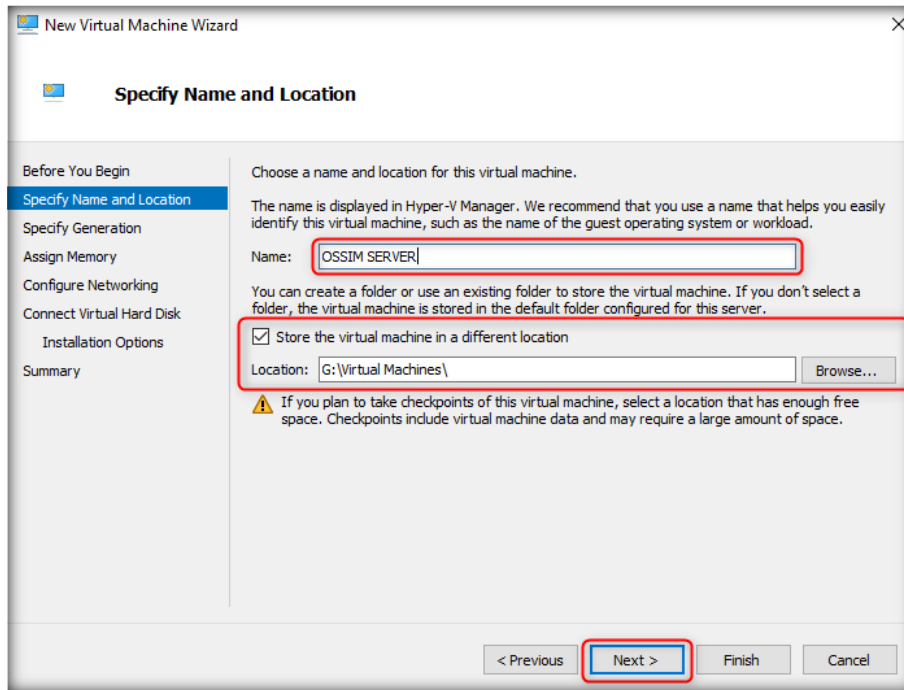 New Virtual Machine Wizard
Specify Name and Location
Before You Begin
Specify Name and Location
Specify Generation
Assign Memory
Configure Networking
Connect Virtual Hard Disk
Installation Options
Summary
Choose a name and location for this virtual machine.
The name is displayed in Hyper-V Manager. We recommend that you use a name that helps you easily
identify this virtual machine, such as the name of the guest operating system or workload.
Name: OSSIM SERVER
You can create a folder or use an existing folder to store the virtual machine. If you don't select a
folder, the virtual machine is stored in the default folder configured for this server.
Store the virtual machine in a different location
Location: G:\Virtual Machines\ Browse...
If you plan to take checkpoints of this virtual machine, select a location that has enough free
space. Checkpoints include virtual machine data and may require a large amount of space.
< Previous Next > Finish Cancel